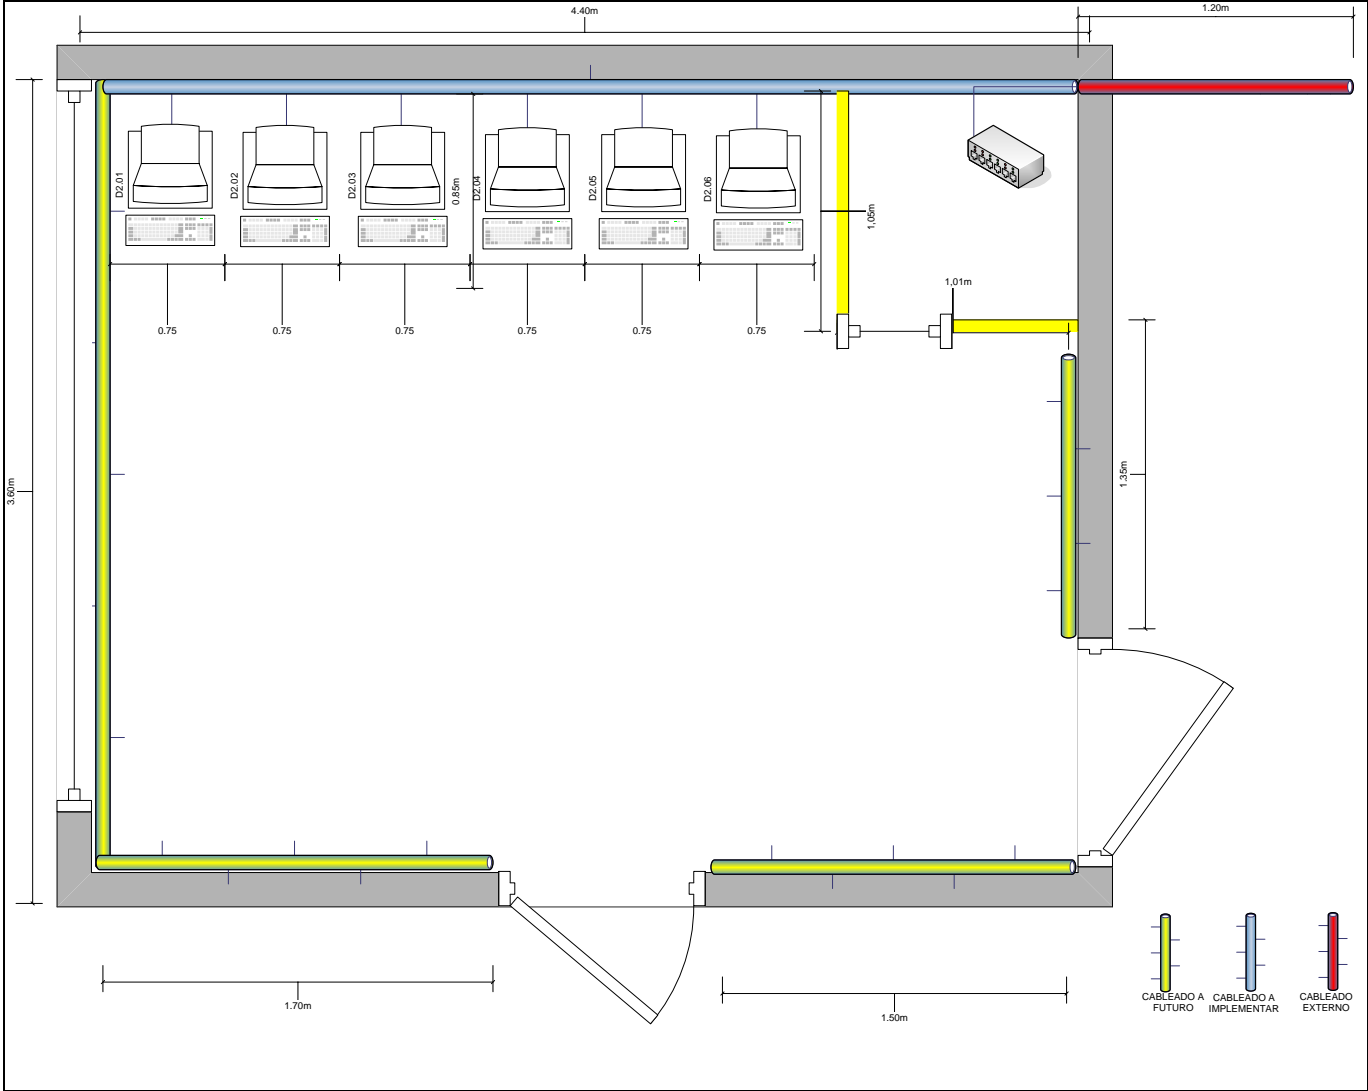 4.40m
1.20m
D2.01
D2.02
D2.03
0.85m
D2.04
D2.05
D2.06
1,05m
1,01m
0.75
0.75
0.75
0.75
0.75
0.75
3.60m
1.35m
1.70m
1.50m
CABLEADO A
FUTURO
CABLEADO A
IMPLEMENTAR
CABLEADO
EXTERNO